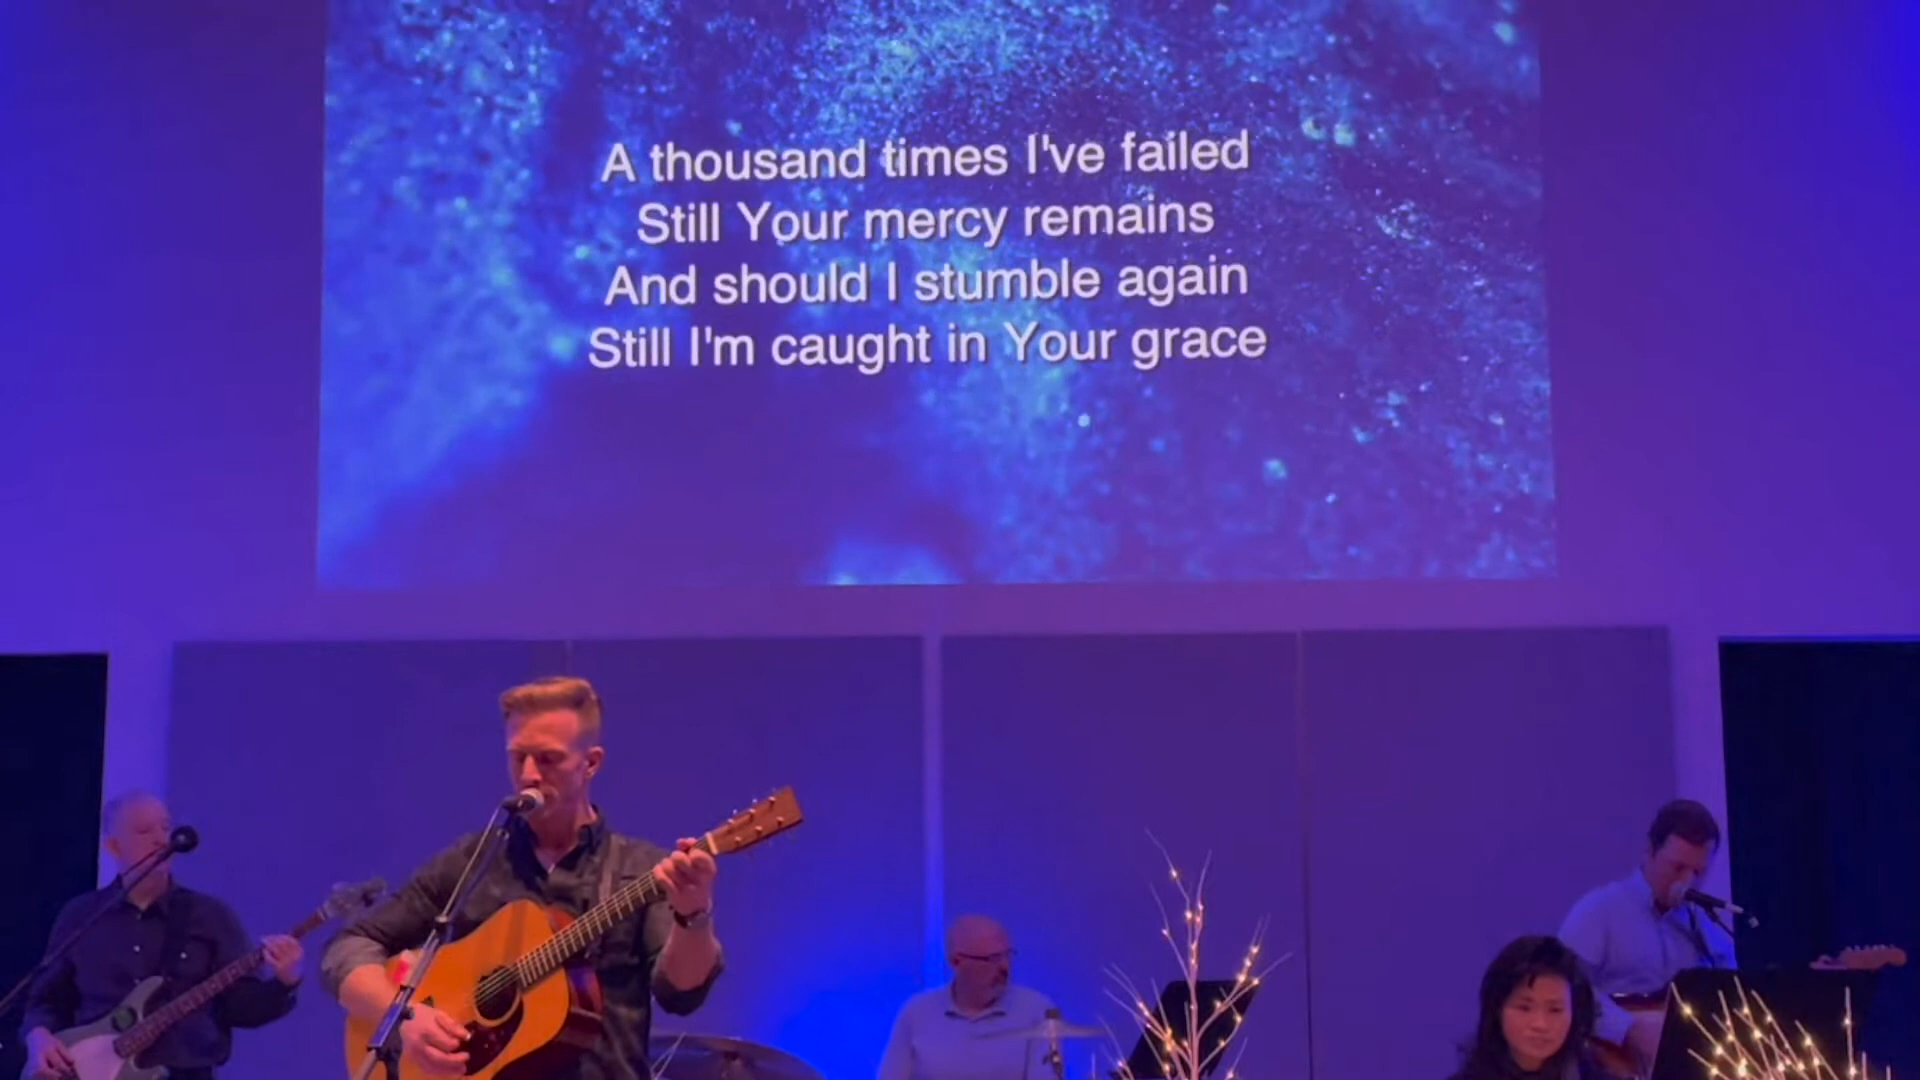 A thousand times I've failed
Still Your mercy remains
And should I stumble again
Still I'm caught in Your grace